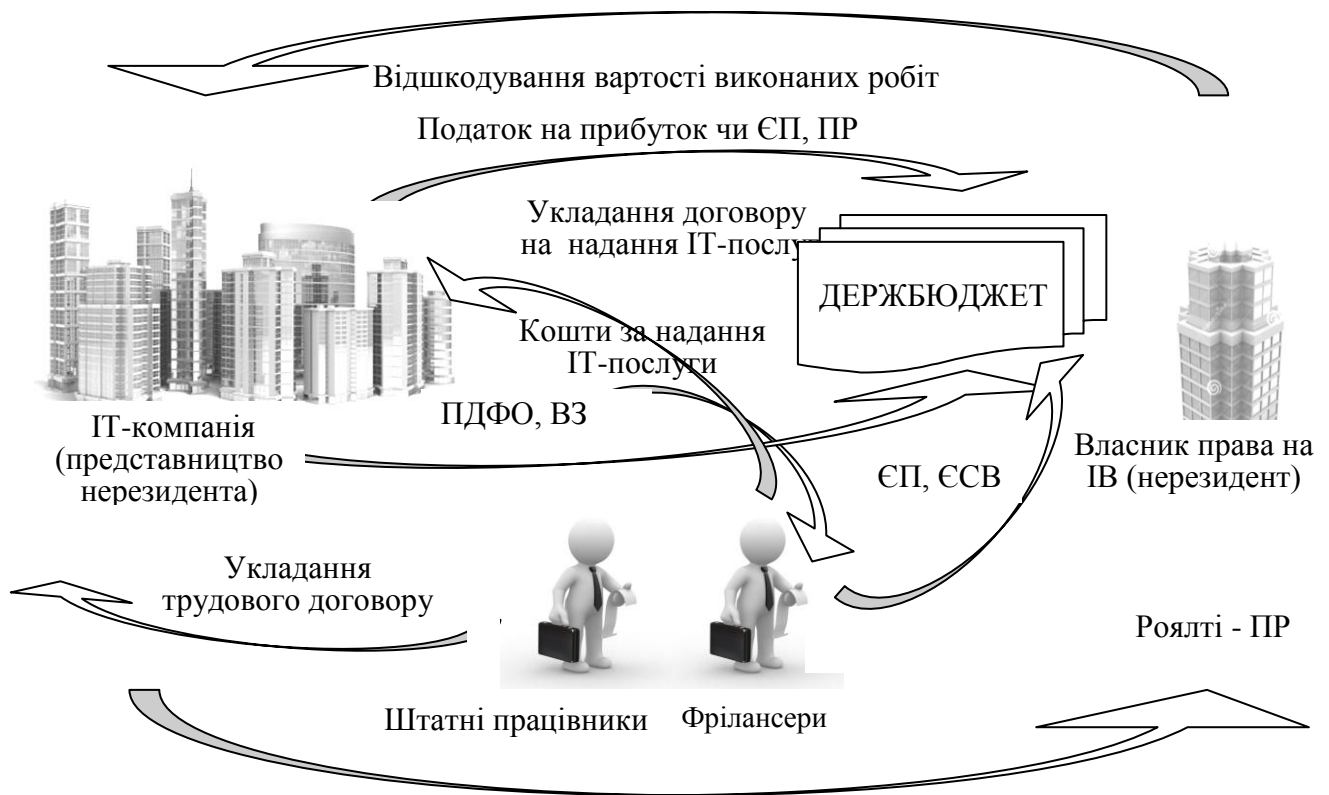 Відшкодування вартості виконаних робіт
Податок на прибуток чи ЄП, ПР
Укладання договору
на надання ІТ-послуг
ДЕРЖБЮДЖЕТ
Кошти за надання
ІТ-послуги
ПДФО, ВЗ
ІТ-компанія
(представництво
нерезидента)
Власник права на
ІВ (нерезидент)
ЄП, ЄСВ
Укладання
трудового договору
Роялті - ПР
Штатні працівники
Фрілансери